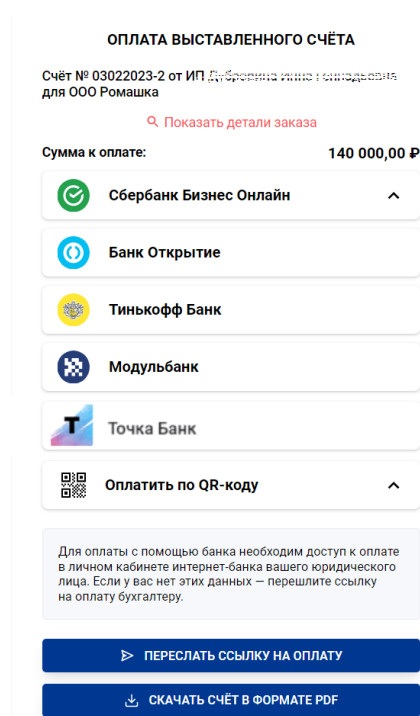 ОПЛАТА ВЫСТАВЛЕННОГО СЧЁТА
Счёт № 03022023-2 от ИП
для ООО Ромашка
Показать детали заказа
Сумма к оплате: 140 000,00 ₽
Сбербанк Бизнес Онлайн
Банк Открытие
Тинькофф Банк
Модульбанк
Т Точка Банк
Оплатить по QR-коду
Для оплаты с помощью банка необходим доступ к оплате
в личном кабинете интернет-банка вашего юридического
лица. Если у вас нет этих данных — перешлите ссылку
на оплату бухгалтеру.
ПЕРЕСЛАТЬ ССЫЛКУ НА ОПЛАТУ
СКАЧАТЬ СЧЁТ В ФОРМАТЕ PDF